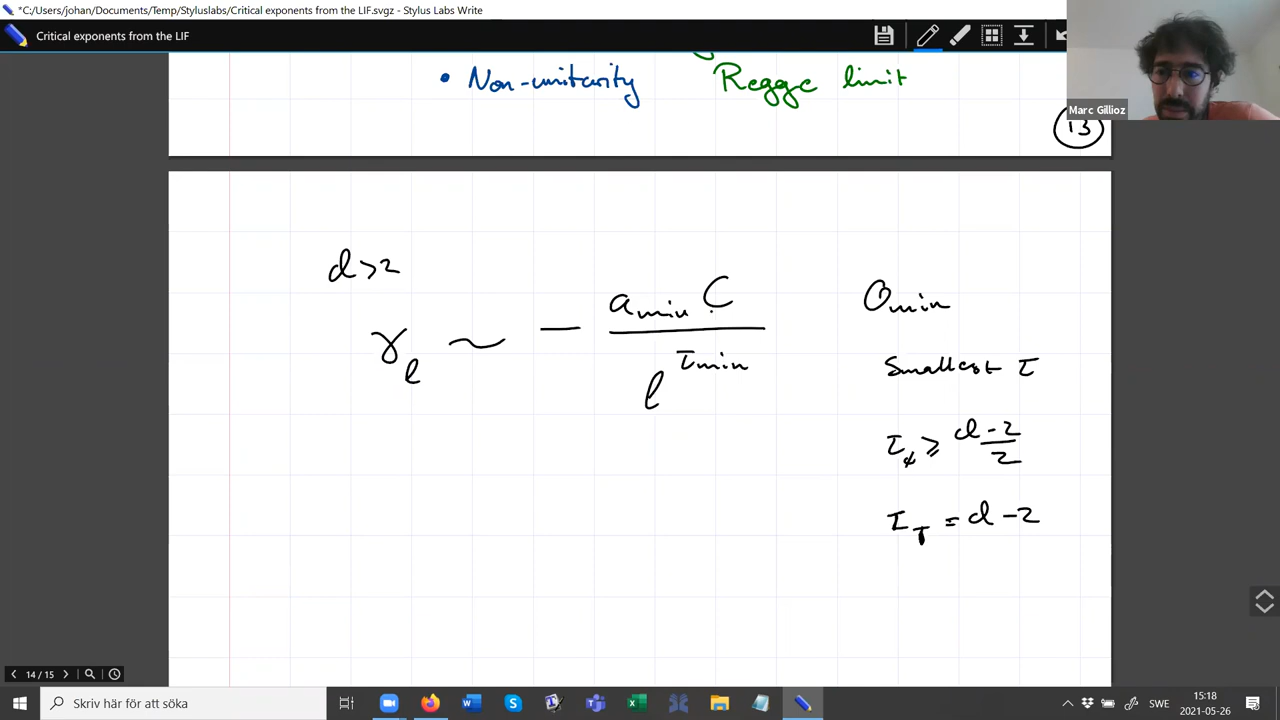 *C:/Users/johan/Documents/Temp/Styluslabs/Critical exponents from the LIF.svgz - Stylus Labs Write
Critical exponents from the LIF
• Non-unitarity Regge limit
Marc Gillioz
13
d>2
γ_l ~ - a_min C / l^τmin
O_min
Smallest τ
τ_ϕ ≥ d-2/2
τ_T = d-2
14 / 15
Skriv här för att söka
SWE
15:18
2021-05-26